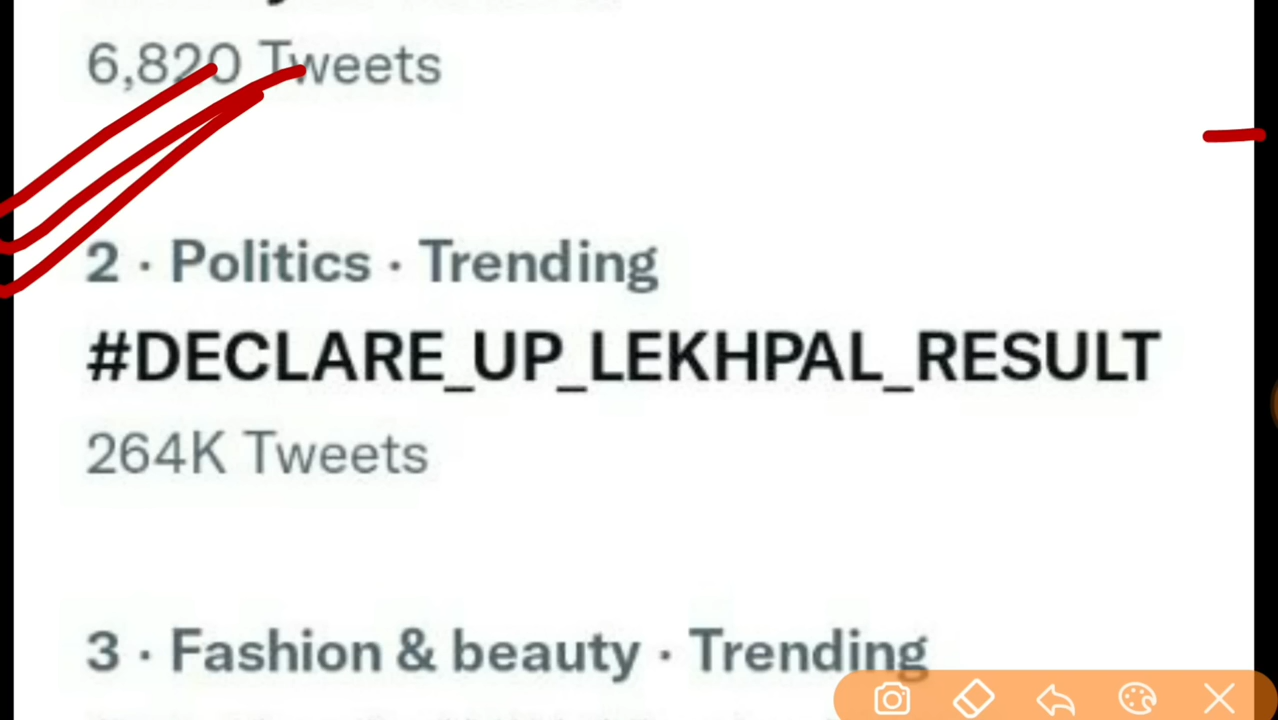 6,820 Tweets
2 · Politics · Trending
#DECLARE_UP_LEKHPAL_RESULT
264K Tweets
3 · Fashion & beauty · Trending